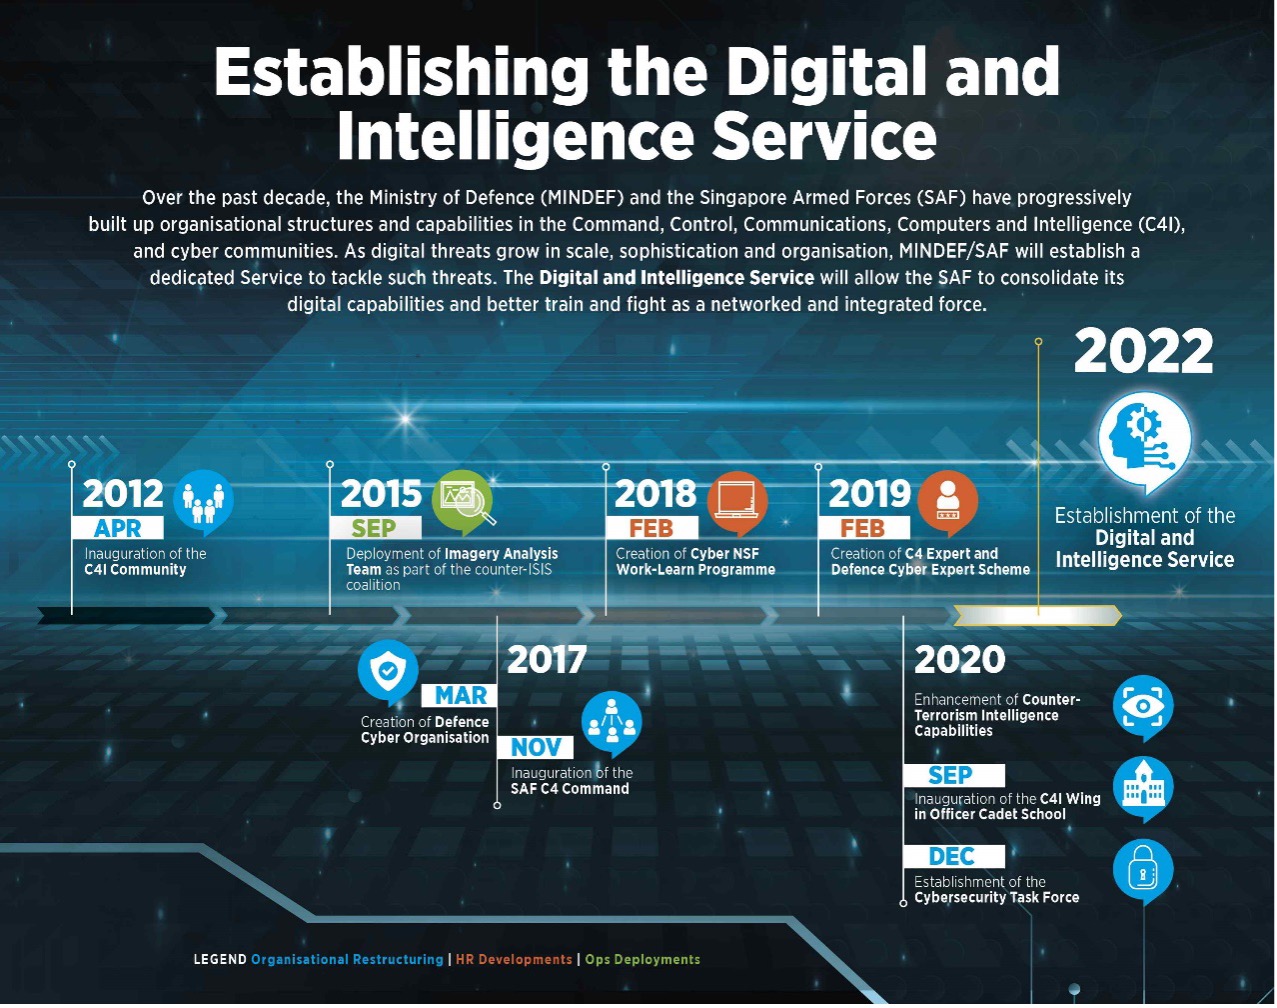 Establishing the Digital and
Intelligence Service
Over the past decade, the Ministry of Defence (MINDEF) and the Singapore Armed Forces (SAF) have progressively
built up organisational structures and capabilities in the Command, Control, Communications, Computers and Intelligence (C4I),
and cyber communities. As digital threats grow in scale, sophistication and organisation, MINDEF/SAF will establish a
dedicated Service to tackle such threats. The Digital and Intelligence Service will allow the SAF to consolidate its
digital capabilities and better train and fight as a networked and integrated force.
2012
APR
Inauguration of the
C4I Community
2015
SEP
Deployment of Imagery Analysis
Team as part of the counter-ISIS
coalition
2017
MAR
Creation of Defence
Cyber Organisation
NOV
Inauguration of the
SAF C4 Command
2018
FEB
Creation of Cyber NSF
Work-Learn Programme
2019
FEB
Creation of C4 Expert and
Defence Cyber Expert Scheme
2020
Enhancement of Counter-
Terrorism Intelligence
Capabilities
SEP
Inauguration of the C4I Wing
in Officer Cadet School
DEC
Establishment of the
Cybersecurity Task Force
2022
Establishment of the
Digital and
Intelligence Service
LEGEND Organisational Restructuring | HR Developments | Ops Deployments